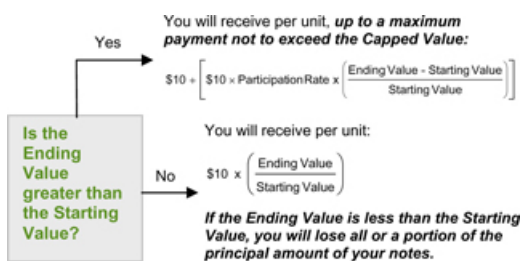 You will receive per unit, up to a maximum
payment not to exceed the Capped Value:
Yes
$10 + [$10 × Participation Rate x (Ending Value - Starting Value / Starting Value)]
Is the
Ending
Value
greater than
the Starting
Value?
You will receive per unit:
No
$10 x (Ending Value / Starting Value)
If the Ending Value is less than the Starting
Value, you will lose all or a portion of the
principal amount of your notes.